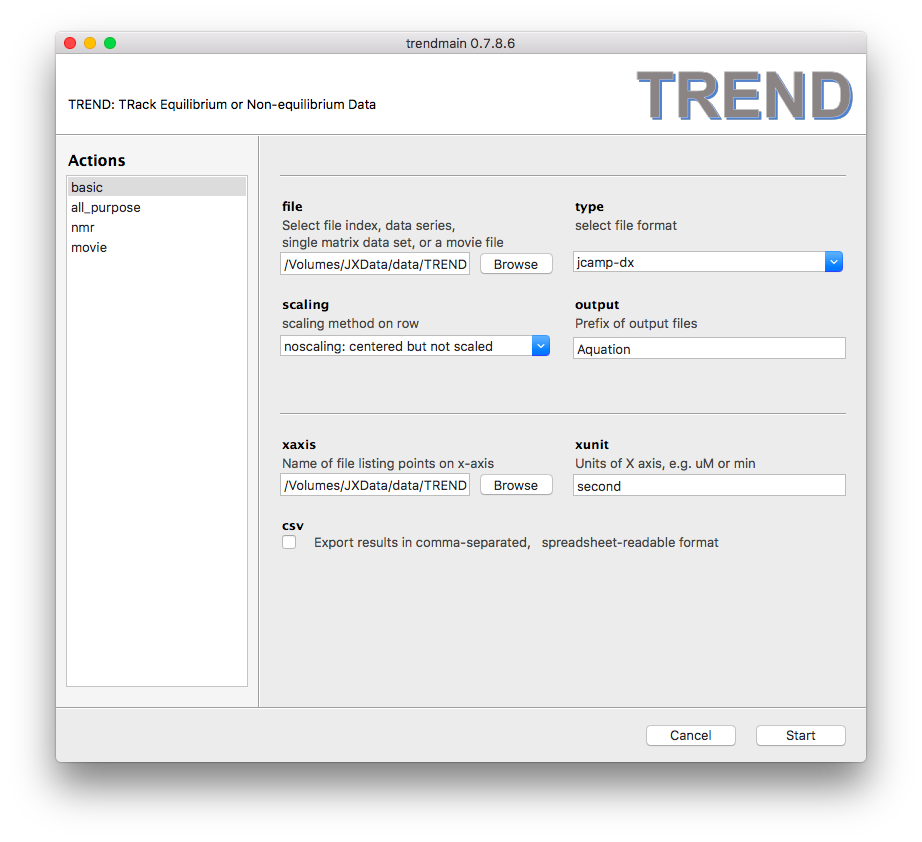 trendmain 0.7.8.6
TREND: TRack Equilibrium or Non-equilibrium Data
TREND
Actions
basic
all_purpose
nmr
movie
file
Select file index, data series,
single matrix data set, or a movie file
/Volumes/JXData/data/TREND
Browse
type
select file format
jcamp-dx
scaling
scaling method on row
noscaling: centered but not scaled
output
Prefix of output files
Aquation
xaxis
Name of file listing points on x-axis
/Volumes/JXData/data/TREND
Browse
xunit
Units of X axis, e.g. uM or min
second
csv
Export results in comma-separated, spreadsheet-readable format
Cancel
Start